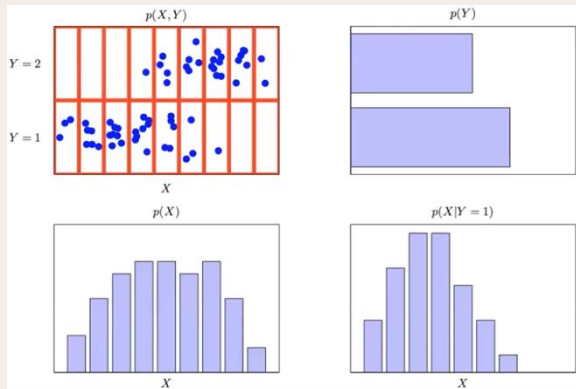 p(X, Y)
p(Y)
Y = 2
Y = 1
X
p(X)
p(X|Y = 1)
X
X